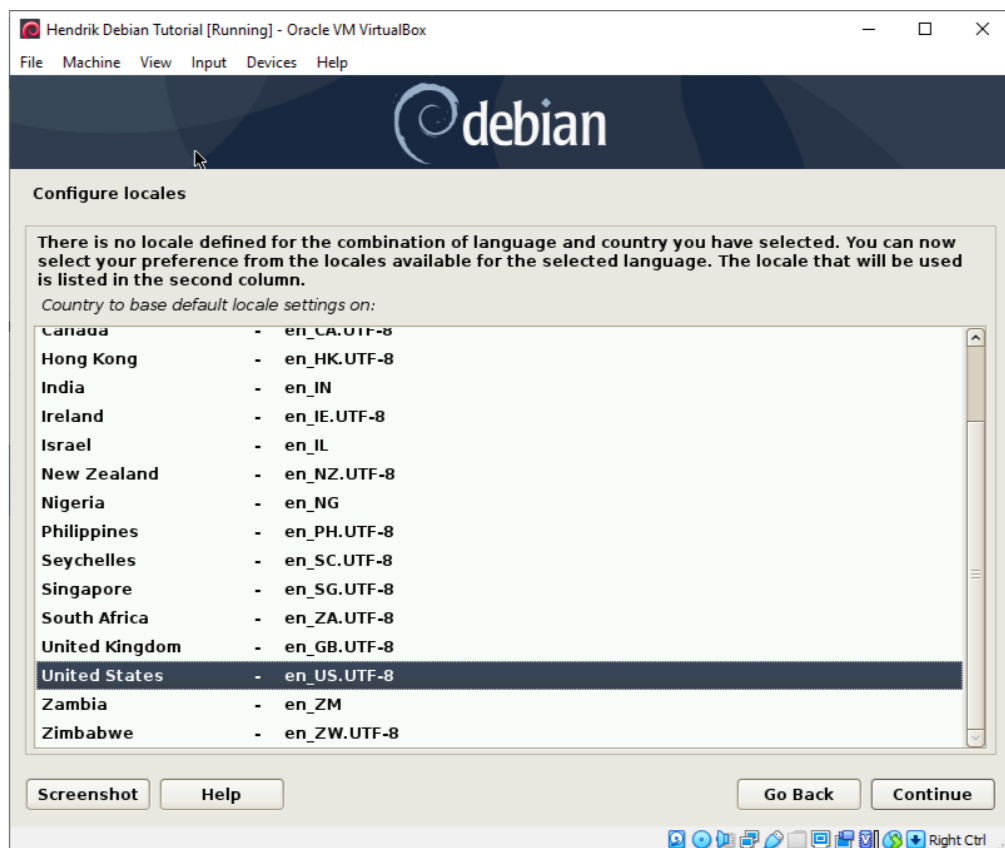 Hendrik Debian Tutorial [Running] - Oracle VM VirtualBox
File Machine View Input Devices Help
debian
Configure locales
There is no locale defined for the combination of language and country you have selected. You can now
select your preference from the locales available for the selected language. The locale that will be used
is listed in the second column.
Country to base default locale settings on:
Canada - en_CA.UTF-8
Hong Kong - en_HK.UTF-8
India - en_IN
Ireland - en_IE.UTF-8
Israel - en_IL
New Zealand - en_NZ.UTF-8
Nigeria - en_NG
Philippines - en_PH.UTF-8
Seychelles - en_SC.UTF-8
Singapore - en_SG.UTF-8
South Africa - en_ZA.UTF-8
United Kingdom - en_GB.UTF-8
United States - en_US.UTF-8
Zambia - en_ZM
Zimbabwe - en_ZW.UTF-8
Screenshot Help Go Back Continue
Right Ctrl